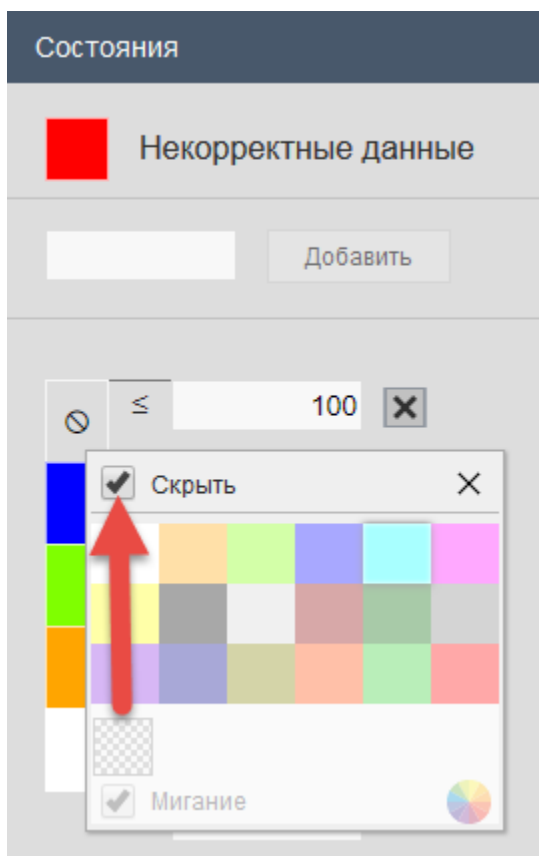 Состояния
Некорректные данные
Добавить
≤ 100
Скрыть
Мигание